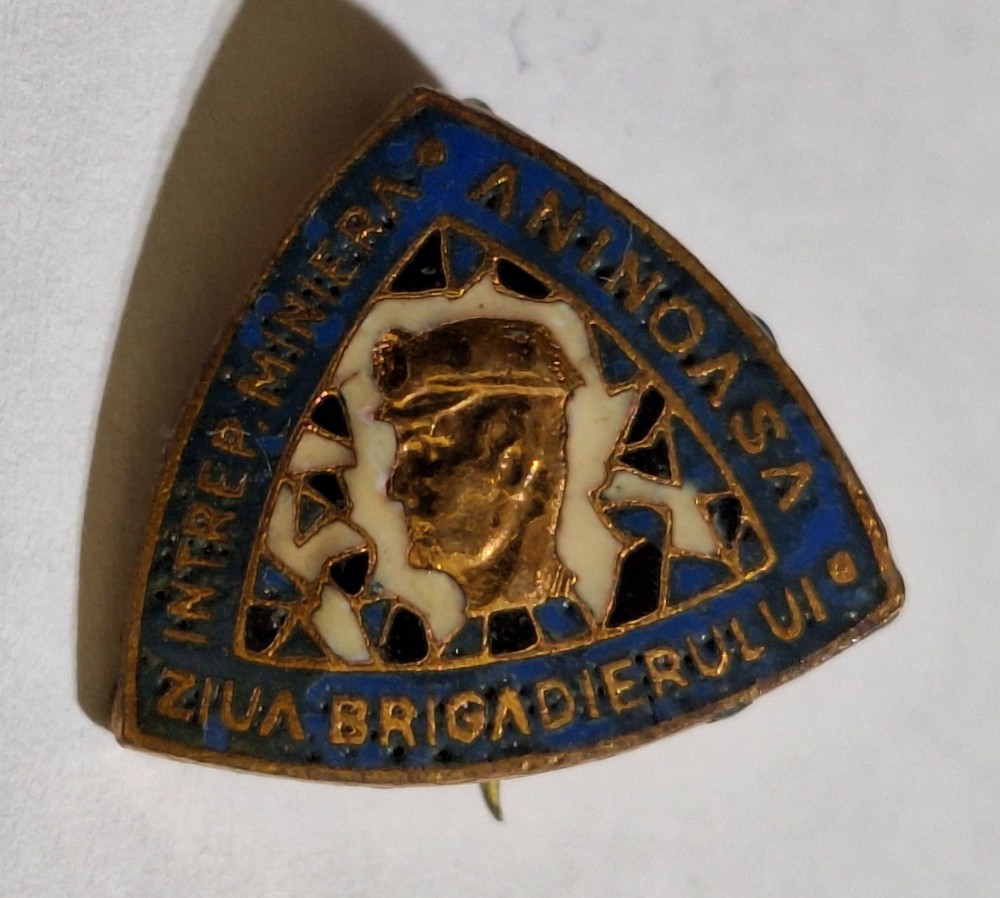 INTREP. MINIERA
ANINOASA
ZIUA BRIGADIERULUI